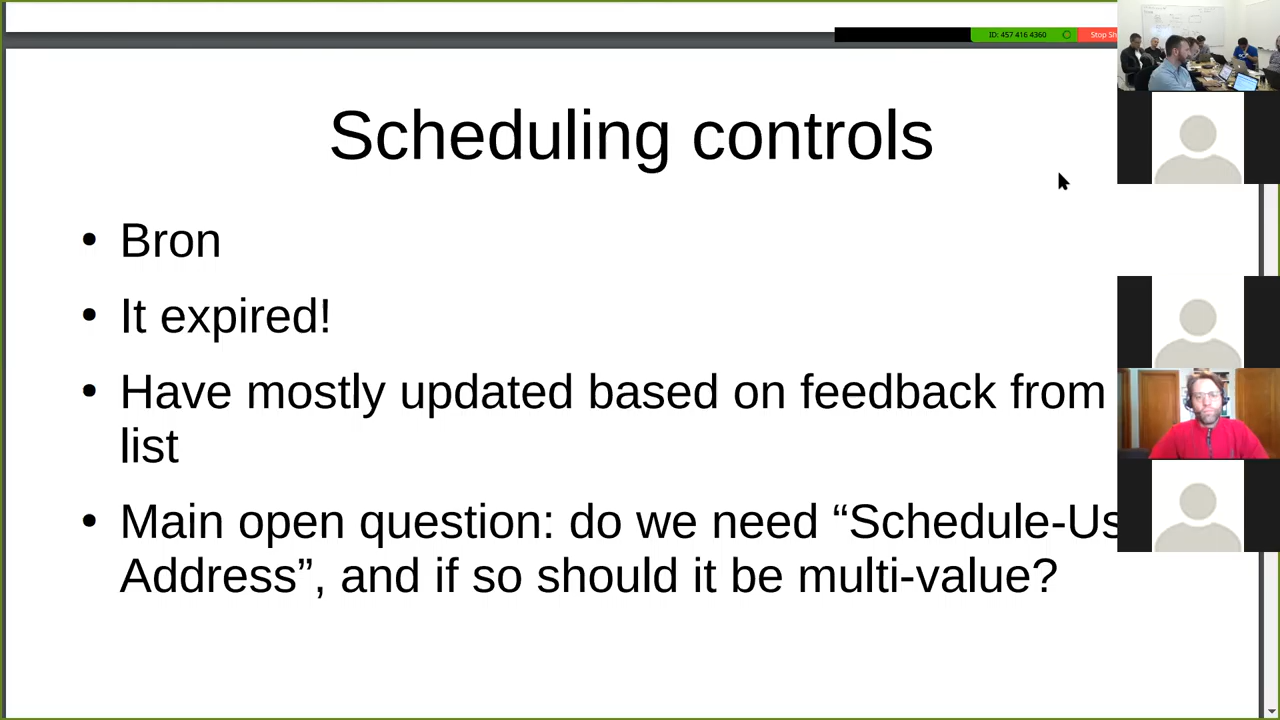 ID: 457 416 4360
Stop Sh
Scheduling controls
• Bron
• It expired!
• Have mostly updated based on feedback from
list
• Main open question: do we need “Schedule-Us
Address”, and if so should it be multi-value?